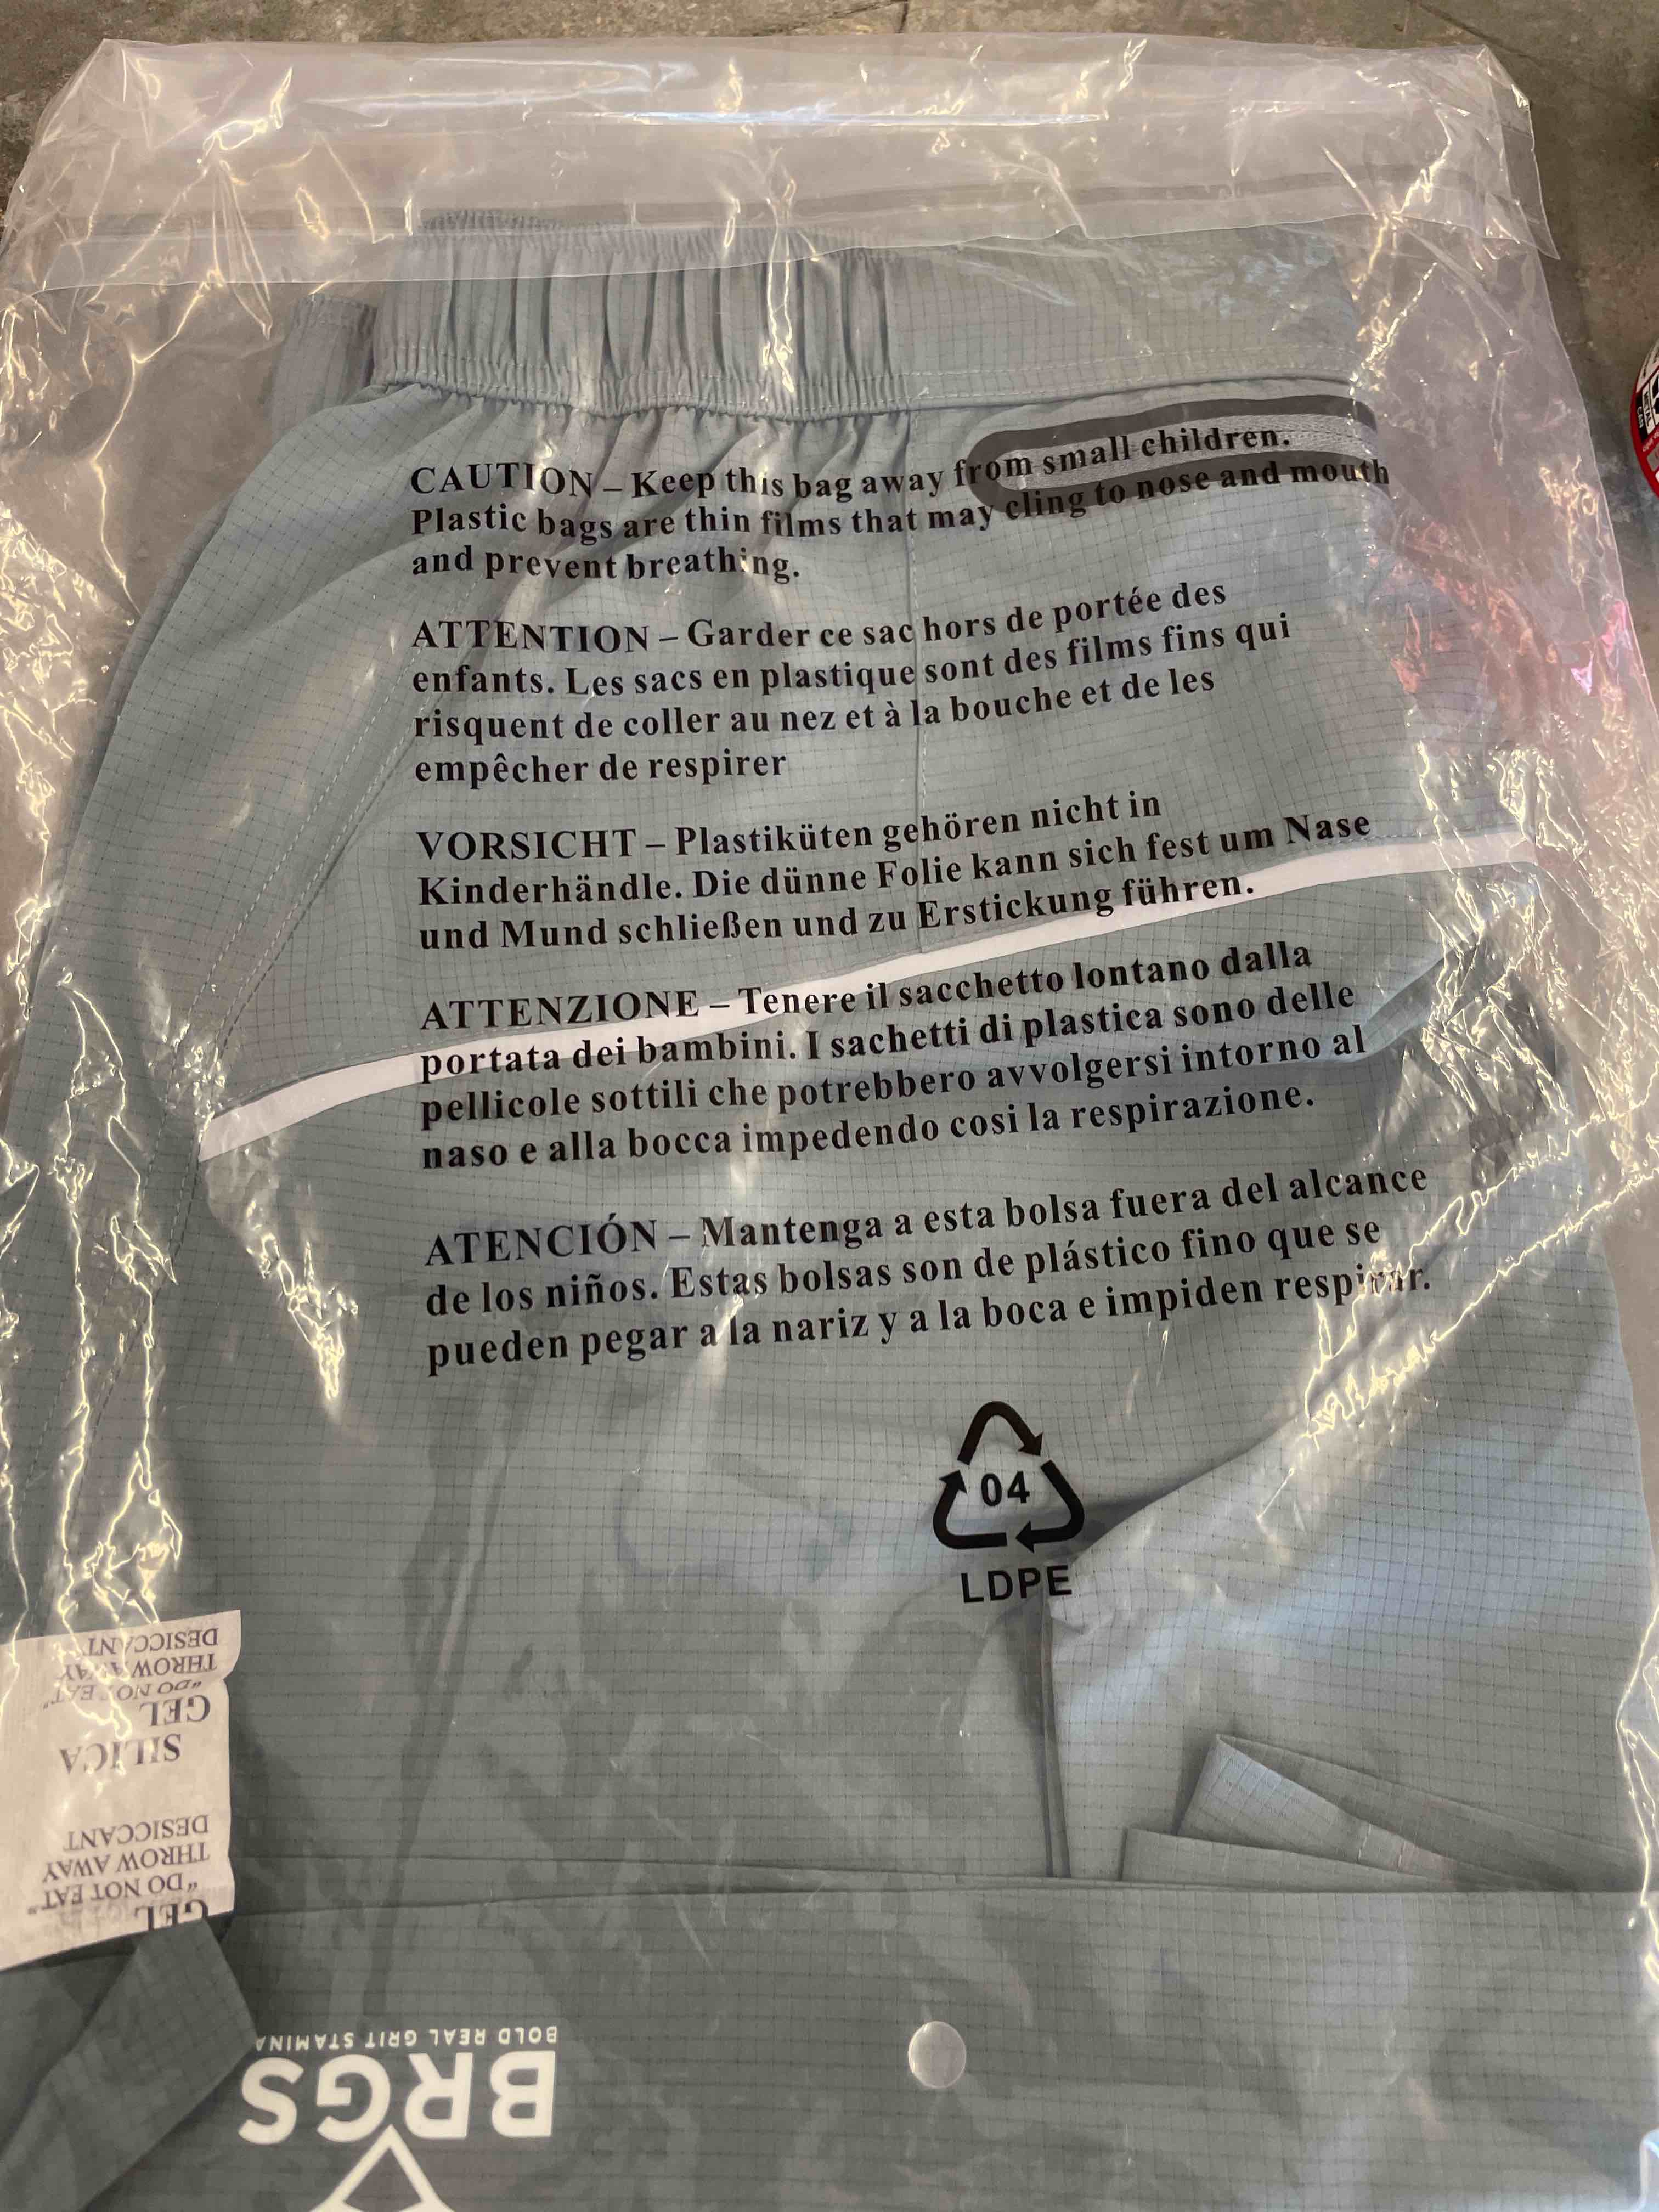 CAUTION – Keep this bag away from small children.
Plastic bags are thin films that may cling to nose and mouth
and prevent breathing.
ATTENTION – Garder ce sac hors de portée des
enfants. Les sacs en plastique sont des films fins qui
risquent de coller au nez et à la bouche et de les
empêcher de respirer
VORSICHT – Plastiküten gehören nicht in
Kinderhändle. Die dünne Folie kann sich fest um Nase
und Mund schließen und zu Erstickung führen.
ATTENZIONE – Tenere il sacchetto lontano dalla
portata dei bambini. I sachetti di plastica sono delle
pellicole sottili che potrebbero avvolgersi intorno al
naso e alla bocca impedendo cosi la respirazione.
ATENCIÓN – Mantenga a esta bolsa fuera del alcance
de los niños. Estas bolsas son de plástico fino que se
pueden pegar a la nariz y a la boca e impiden respirar.
04
LDPE
GEL
"DO NOT EAT"
THROW AWAY
DESICCANT
SILICA
GEL
"DO NOT EAT"
THROW AWAY
DESICCANT
BRGS
BOLD REAL GRIT STAMINA